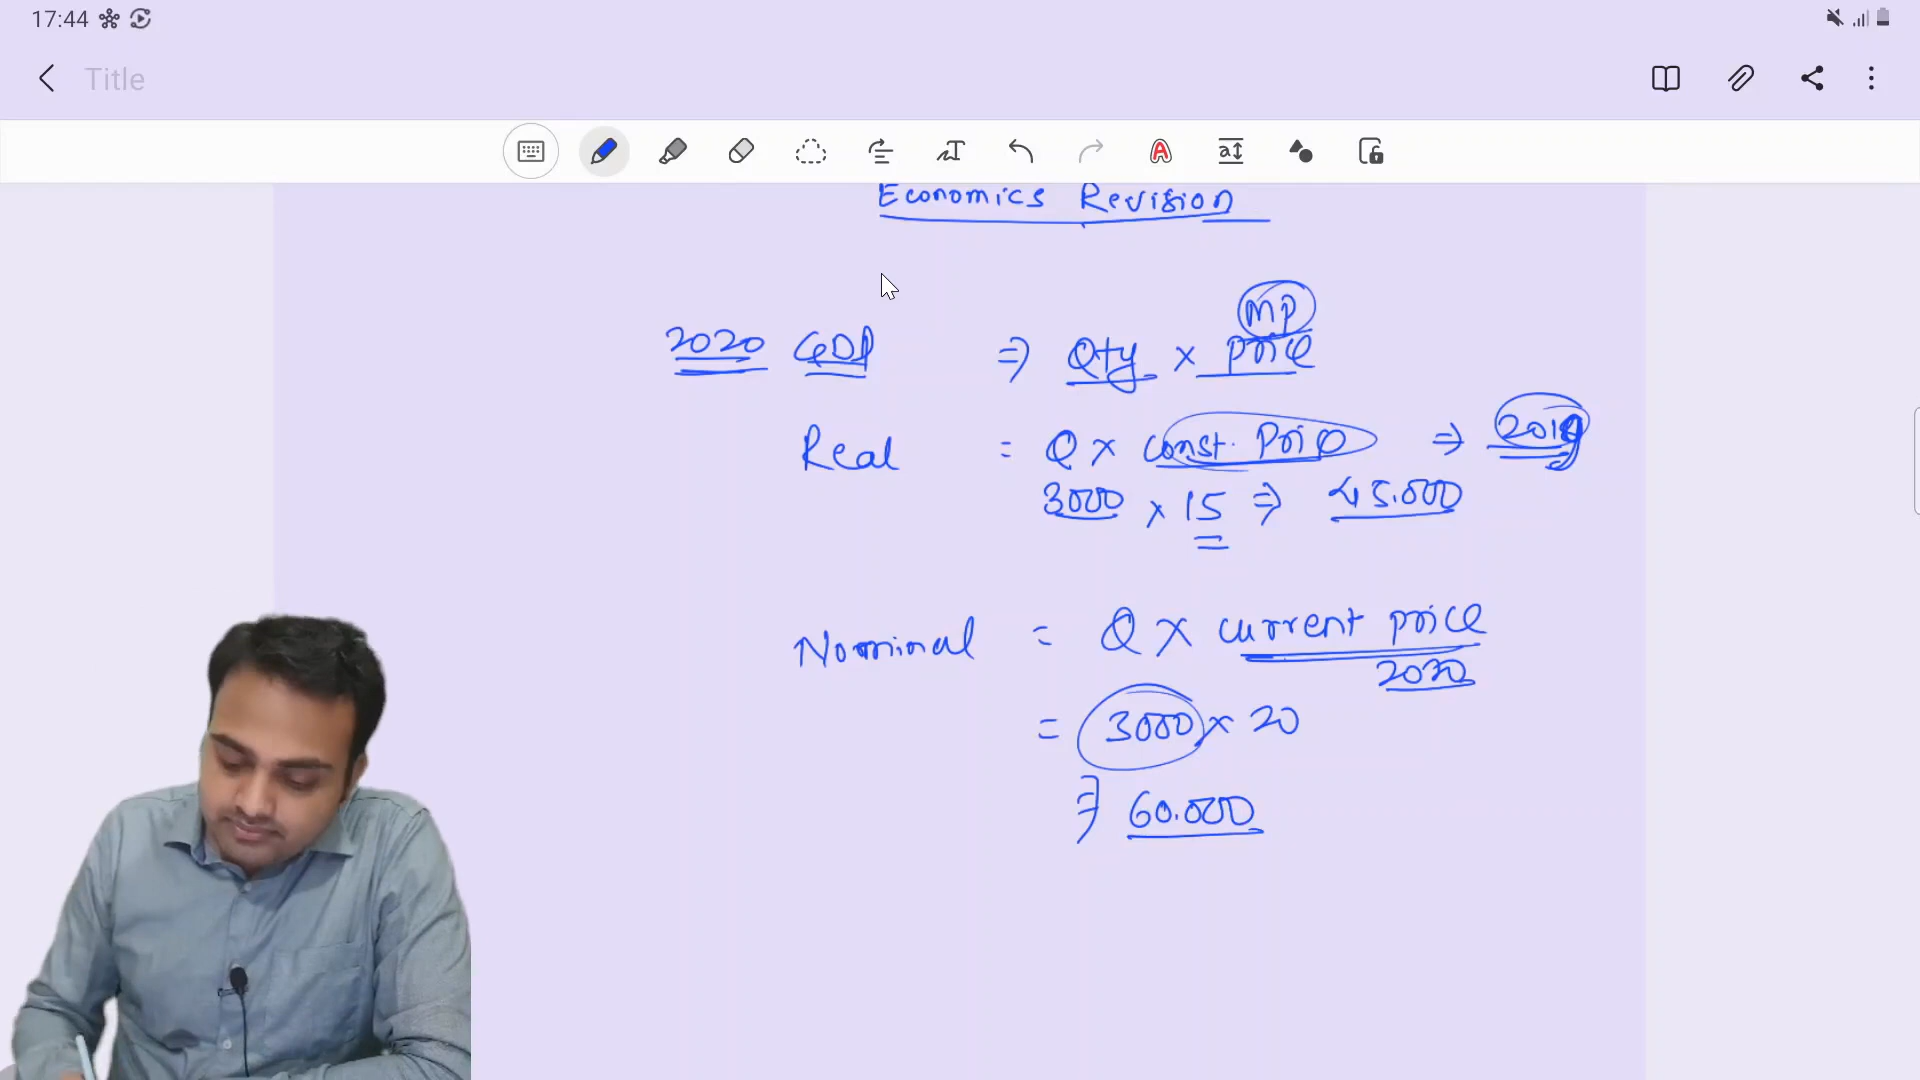 17:44
Title
Economics Revision
MP
2020 GDP ⇒ Qty × Price
Real = Q × const. Price ⇒
3000 × 15 ⇒ 45.000
Nominal = Q × current price
2020
= 3000 × 20
⇒ 60.000